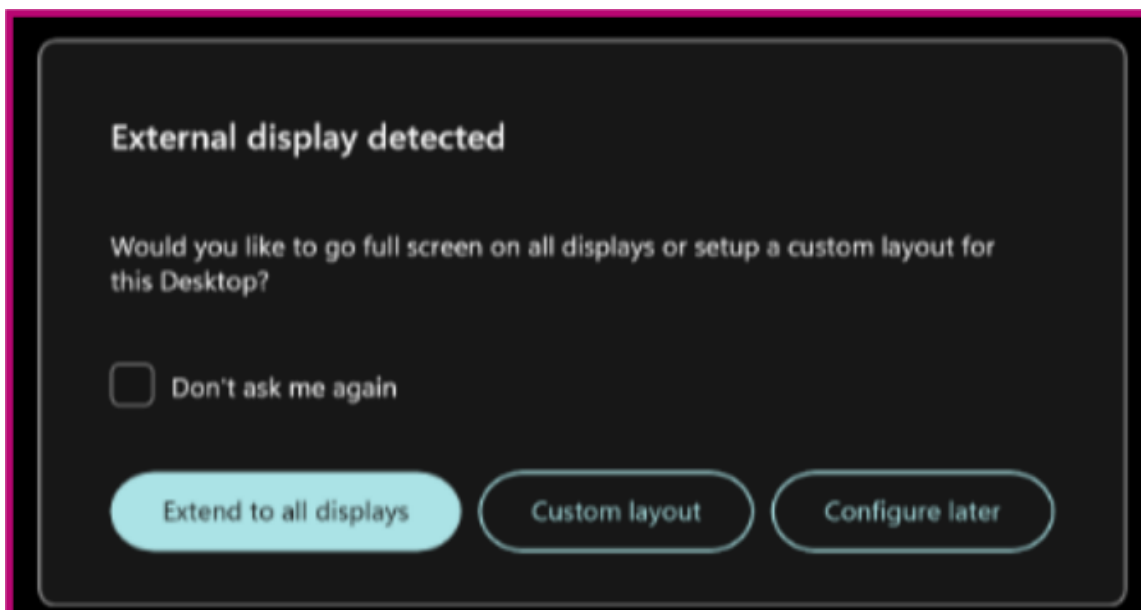 External display detected
Would you like to go full screen on all displays or setup a custom layout for
this Desktop?
Don't ask me again
Extend to all displays
Custom layout
Configure later